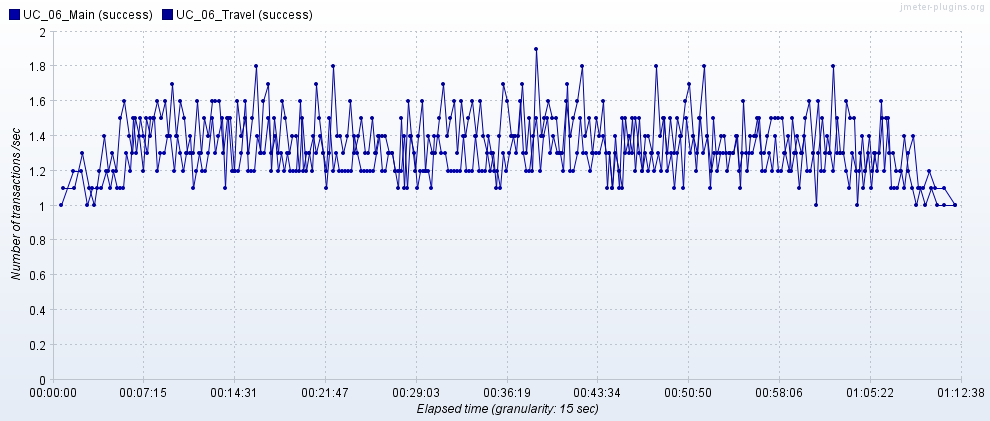 UC_06_Main (success) UC_06_Travel (success)
jmeter-plugins.org
2
1.8
1.6
1.4
1.2
1
0.8
0.6
0.4
0.2
0
Number of transactions/sec
00:00:00 00:07:15 00:14:31 00:21:47 00:29:03 00:36:19 00:43:34 00:50:50 00:58:06 01:05:22 01:12:38
Elapsed time (granularity: 15 sec)